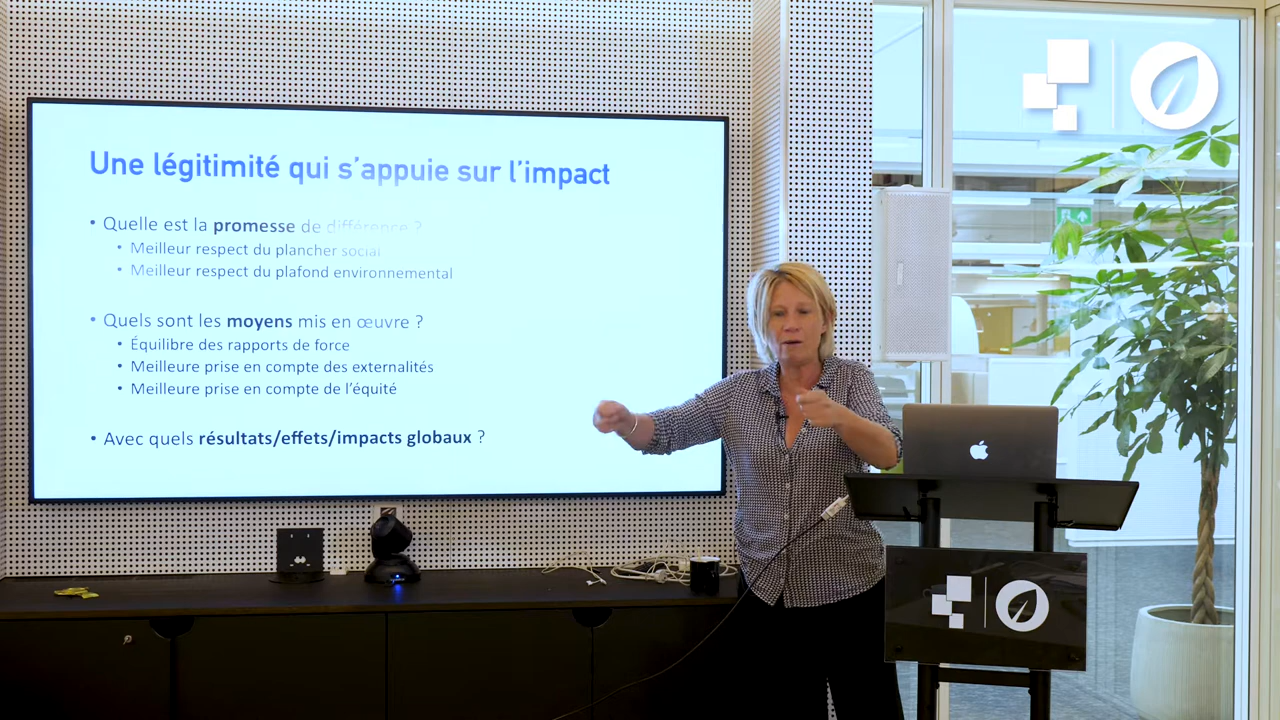 Une légitimité qui s'appuie sur l'impact
• Quelle est la promesse de différence ?
• Meilleur respect du plancher social
• Meilleur respect du plafond environnemental
• Quels sont les moyens mis en œuvre ?
• Équilibre des rapports de force
• Meilleure prise en compte des externalités
• Meilleure prise en compte de l'équité
• Avec quels résultats/effets/impacts globaux ?